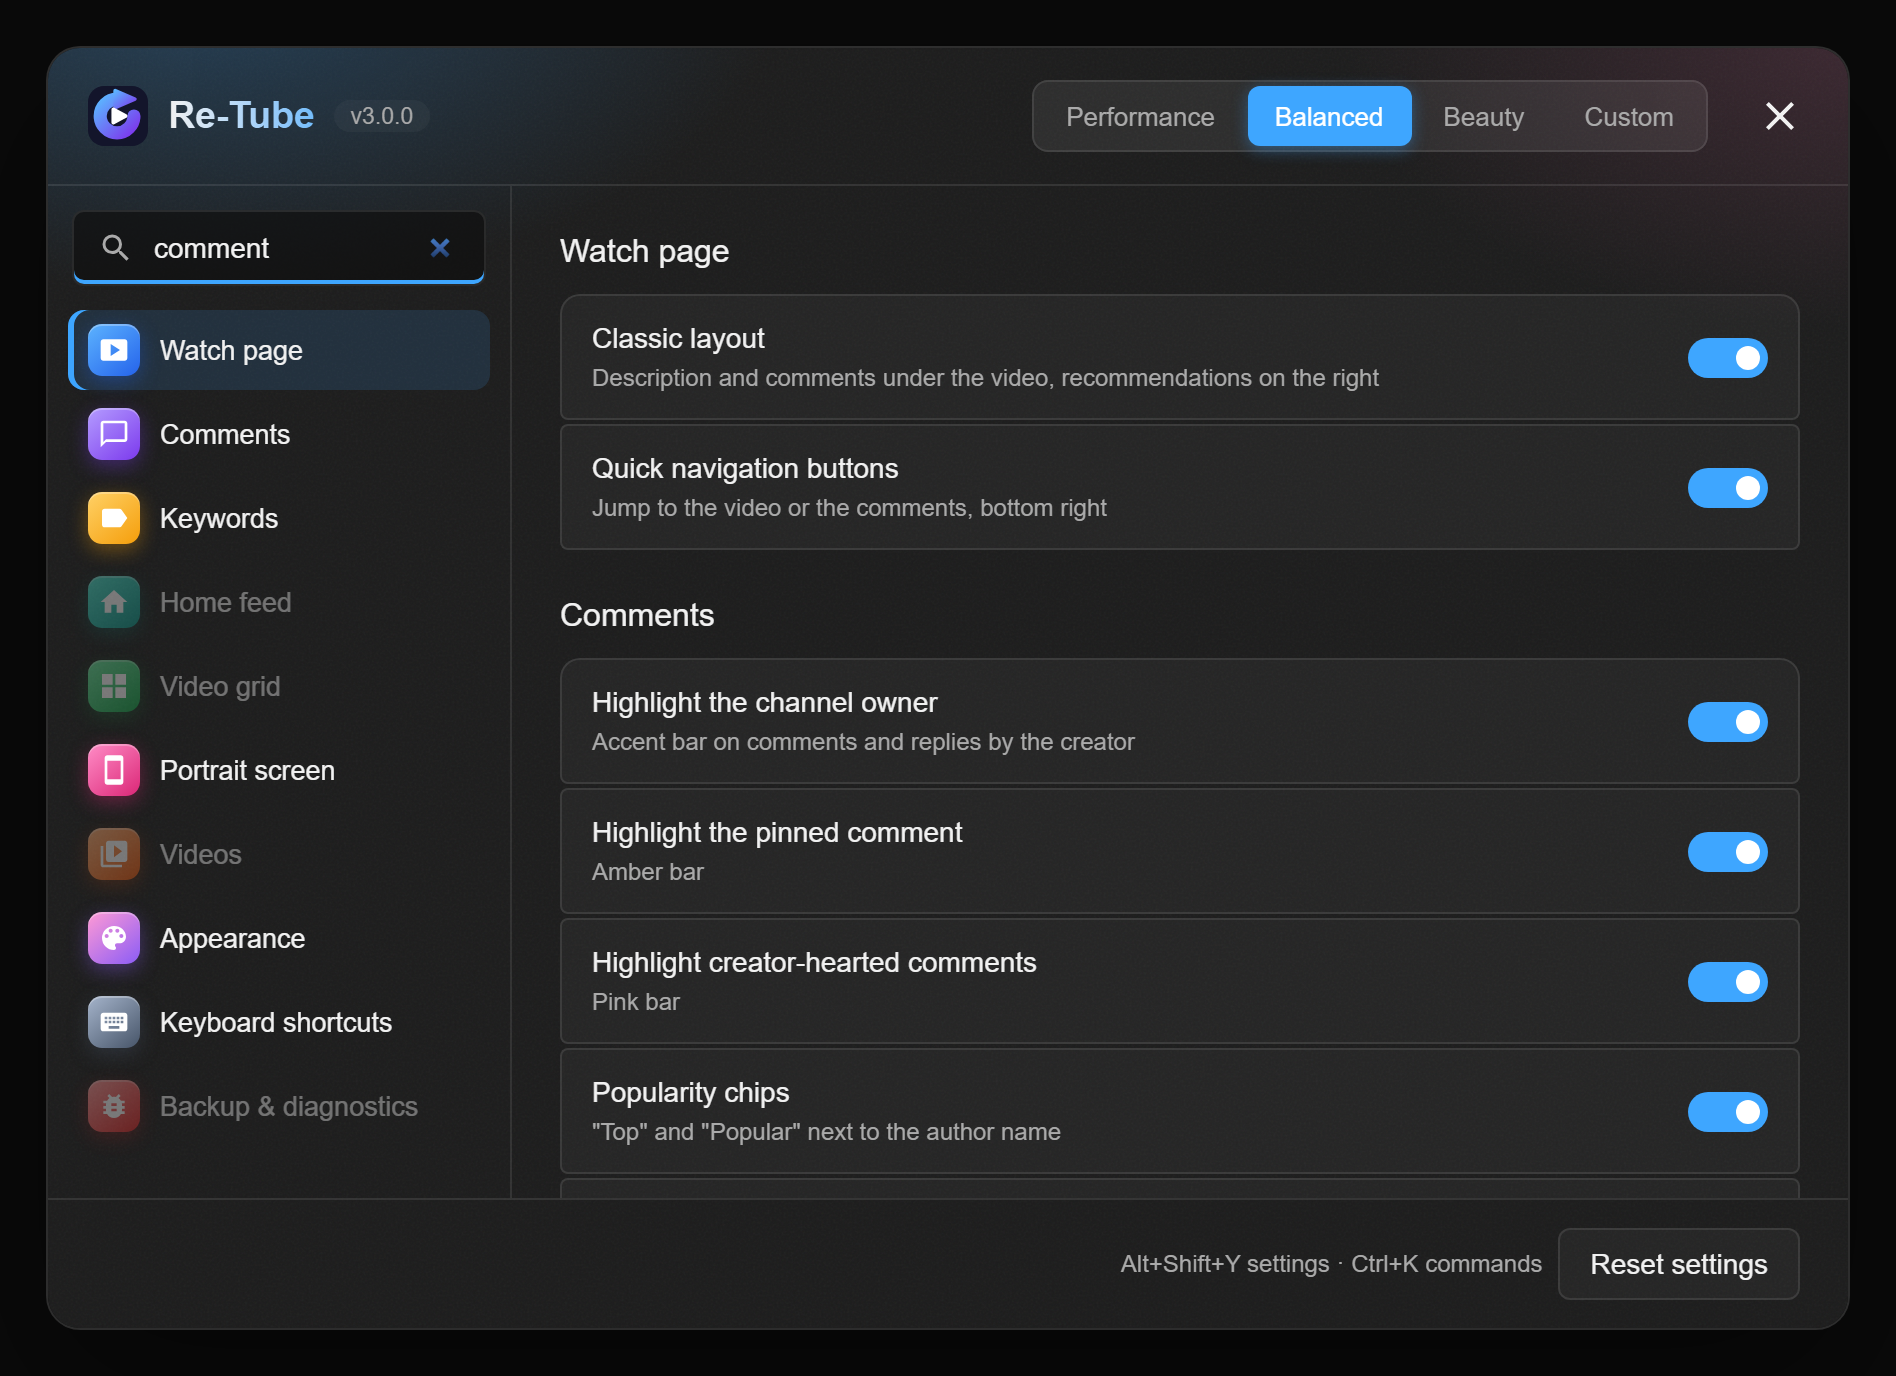 Re-Tube
v3.0.0
Performance
Balanced
Beauty
Custom
comment
Watch page
Comments
Keywords
Home feed
Video grid
Portrait screen
Videos
Appearance
Keyboard shortcuts
Backup & diagnostics
Watch page
Classic layout
Description and comments under the video, recommendations on the right
Quick navigation buttons
Jump to the video or the comments, bottom right
Comments
Highlight the channel owner
Accent bar on comments and replies by the creator
Highlight the pinned comment
Amber bar
Highlight creator-hearted comments
Pink bar
Popularity chips
"Top" and "Popular" next to the author name
Alt+Shift+Y settings · Ctrl+K commands
Reset settings